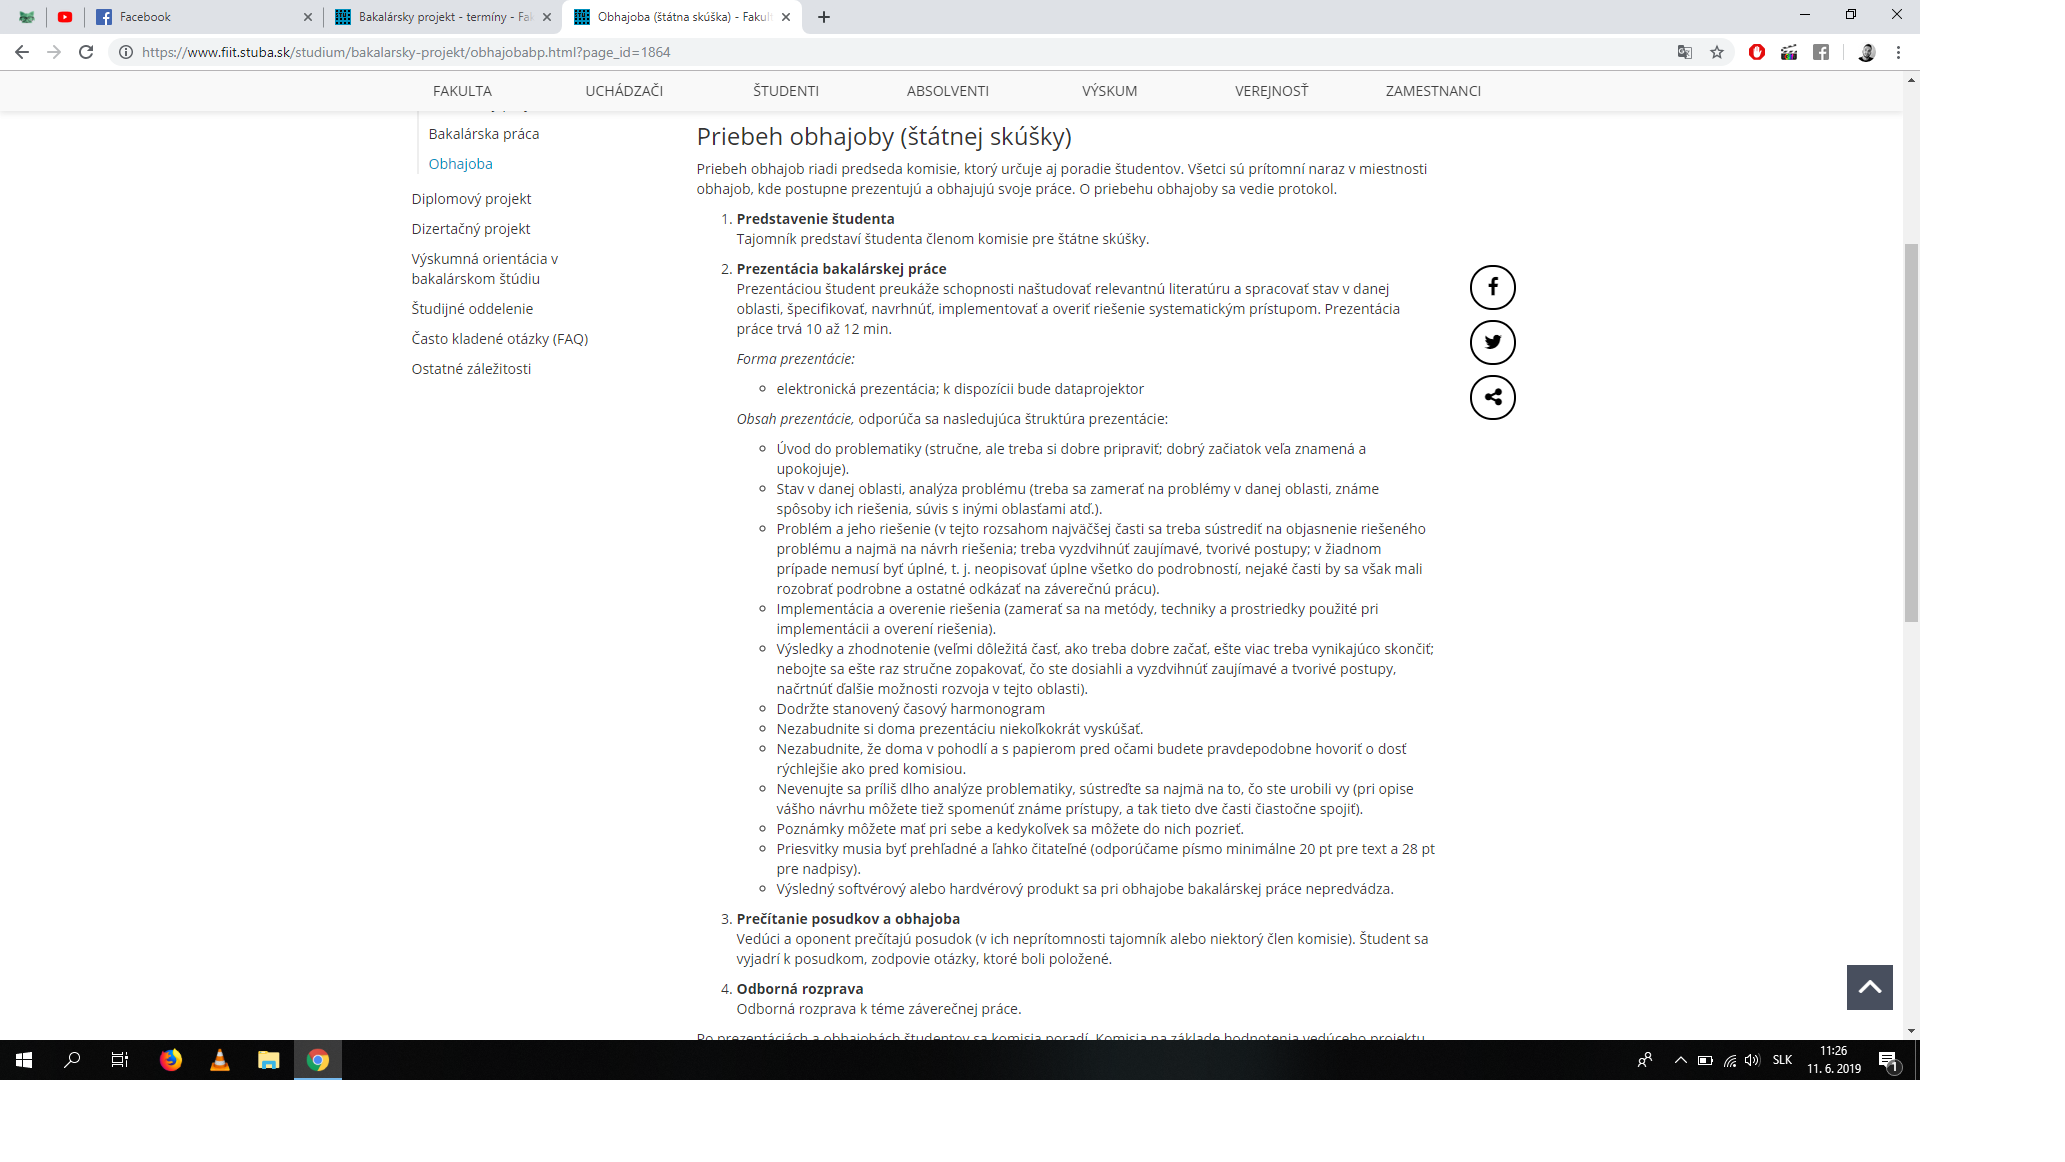 Facebook
Bakalársky projekt - termíny - Fa
Obhajoba (štátna skúška) - Fakul
https://www.fiit.stuba.sk/studium/bakalarsky-projekt/obhajobabp.html?page_id=1864
FAKULTA UCHÁDZAČI ŠTUDENTI ABSOLVENTI VÝSKUM VEREJNOSŤ ZAMESTNANCI
Bakalárska práca
Obhajoba
Diplomový projekt
Dizertačný projekt
Výskumná orientácia v
bakalárskom štúdiu
Študijné oddelenie
Často kladené otázky (FAQ)
Ostatné záležitosti
Priebeh obhajoby (štátnej skúšky)
Priebeh obhajob riadi predseda komisie, ktorý určuje aj poradie študentov. Všetci sú prítomní naraz v miestnosti
obhajob, kde postupne prezentujú a obhajujú svoje práce. O priebehu obhajoby sa vedie protokol.
1. Predstavenie študenta
Tajomník predstaví študenta členom komisie pre štátne skúšky.
2. Prezentácia bakalárskej práce
Prezentáciou študent preukáže schopnosti naštudovať relevantnú literatúru a spracovať stav v danej
oblasti, špecifikovať, navrhnúť, implementovať a overiť riešenie systematickým prístupom. Prezentácia
práce trvá 10 až 12 min.
Forma prezentácie:
elektronická prezentácia; k dispozícii bude dataprojektor
Obsah prezentácie, odporúča sa nasledujúca štruktúra prezentácie:
Úvod do problematiky (stručne, ale treba si dobre pripraviť; dobrý začiatok veľa znamená a
upokojuje).
Stav v danej oblasti, analýza problému (treba sa zamerať na problémy v danej oblasti, známe
spôsoby ich riešenia, súvis s inými oblasťami atď.).
Problém a jeho riešenie (v tejto rozsahom najväčšej časti sa treba sústrediť na objasnenie riešeného
problému a najmä na návrh riešenia; treba vyzdvihnúť zaujímavé, tvorivé postupy; v žiadnom
prípade nemusí byť úplné, t. j. neopisovať úplne všetko do podrobností, nejaké časti by sa však mali
rozobrať podrobne a ostatné odkázať na záverečnú prácu).
Implementácia a overenie riešenia (zamerať sa na metódy, techniky a prostriedky použité pri
implementácii a overení riešenia).
Výsledky a zhodnotenie (veľmi dôležitá časť, ako treba dobre začať, ešte viac treba vynikajúco skončiť;
nebojte sa ešte raz stručne zopakovať, čo ste dosiahli a vyzdvihnúť zaujímavé a tvorivé postupy,
načrtnúť ďalšie možnosti rozvoja v tejto oblasti).
Dodržte stanovený časový harmonogram
Nezabudnite si doma prezentáciu niekoľkokrát vyskúšať.
Nezabudnite, že doma v pohodlí a s papierom pred očami budete pravdepodobne hovoriť o dosť
rýchlejšie ako pred komisiou.
Nevenujte sa príliš dlho analýze problematiky, sústreďte sa najmä na to, čo ste urobili vy (pri opise
vášho návrhu môžete tiež spomenúť známe prístupy, a tak tieto dve časti čiastočne spojiť).
Poznámky môžete mať pri sebe a kedykoľvek sa môžete do nich pozrieť.
Priesvitky musia byť prehľadné a ľahko čitateľné (odporúčame písmo minimálne 20 pt pre text a 28 pt
pre nadpisy).
Výsledný softvérový alebo hardvérový produkt sa pri obhajobe bakalárskej práce nepredvádza.
3. Prečítanie posudkov a obhajoba
Vedúci a oponent prečítajú posudok (v ich neprítomnosti tajomník alebo niektorý člen komisie). Študent sa
vyjadrí k posudkom, zodpovie otázky, ktoré boli položené.
4. Odborná rozprava
Odborná rozprava k téme záverečnej práce.
Po prezentáciách a obhajobách študentov sa komisia poradí. Komisia na základe hodnotenia vedúceho projektu
SLK
11:26
11. 6. 2019
1